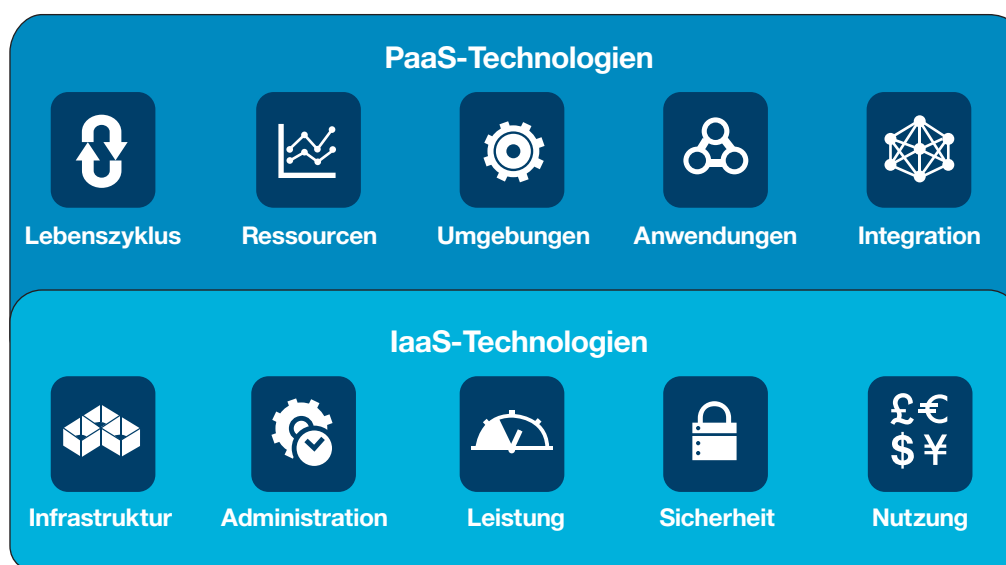 PaaS-Technologien
Lebenszyklus
Ressourcen
Umgebungen
Anwendungen
Integration
IaaS-Technologien
£ €
$ ¥
Infrastruktur
Administration
Leistung
Sicherheit
Nutzung